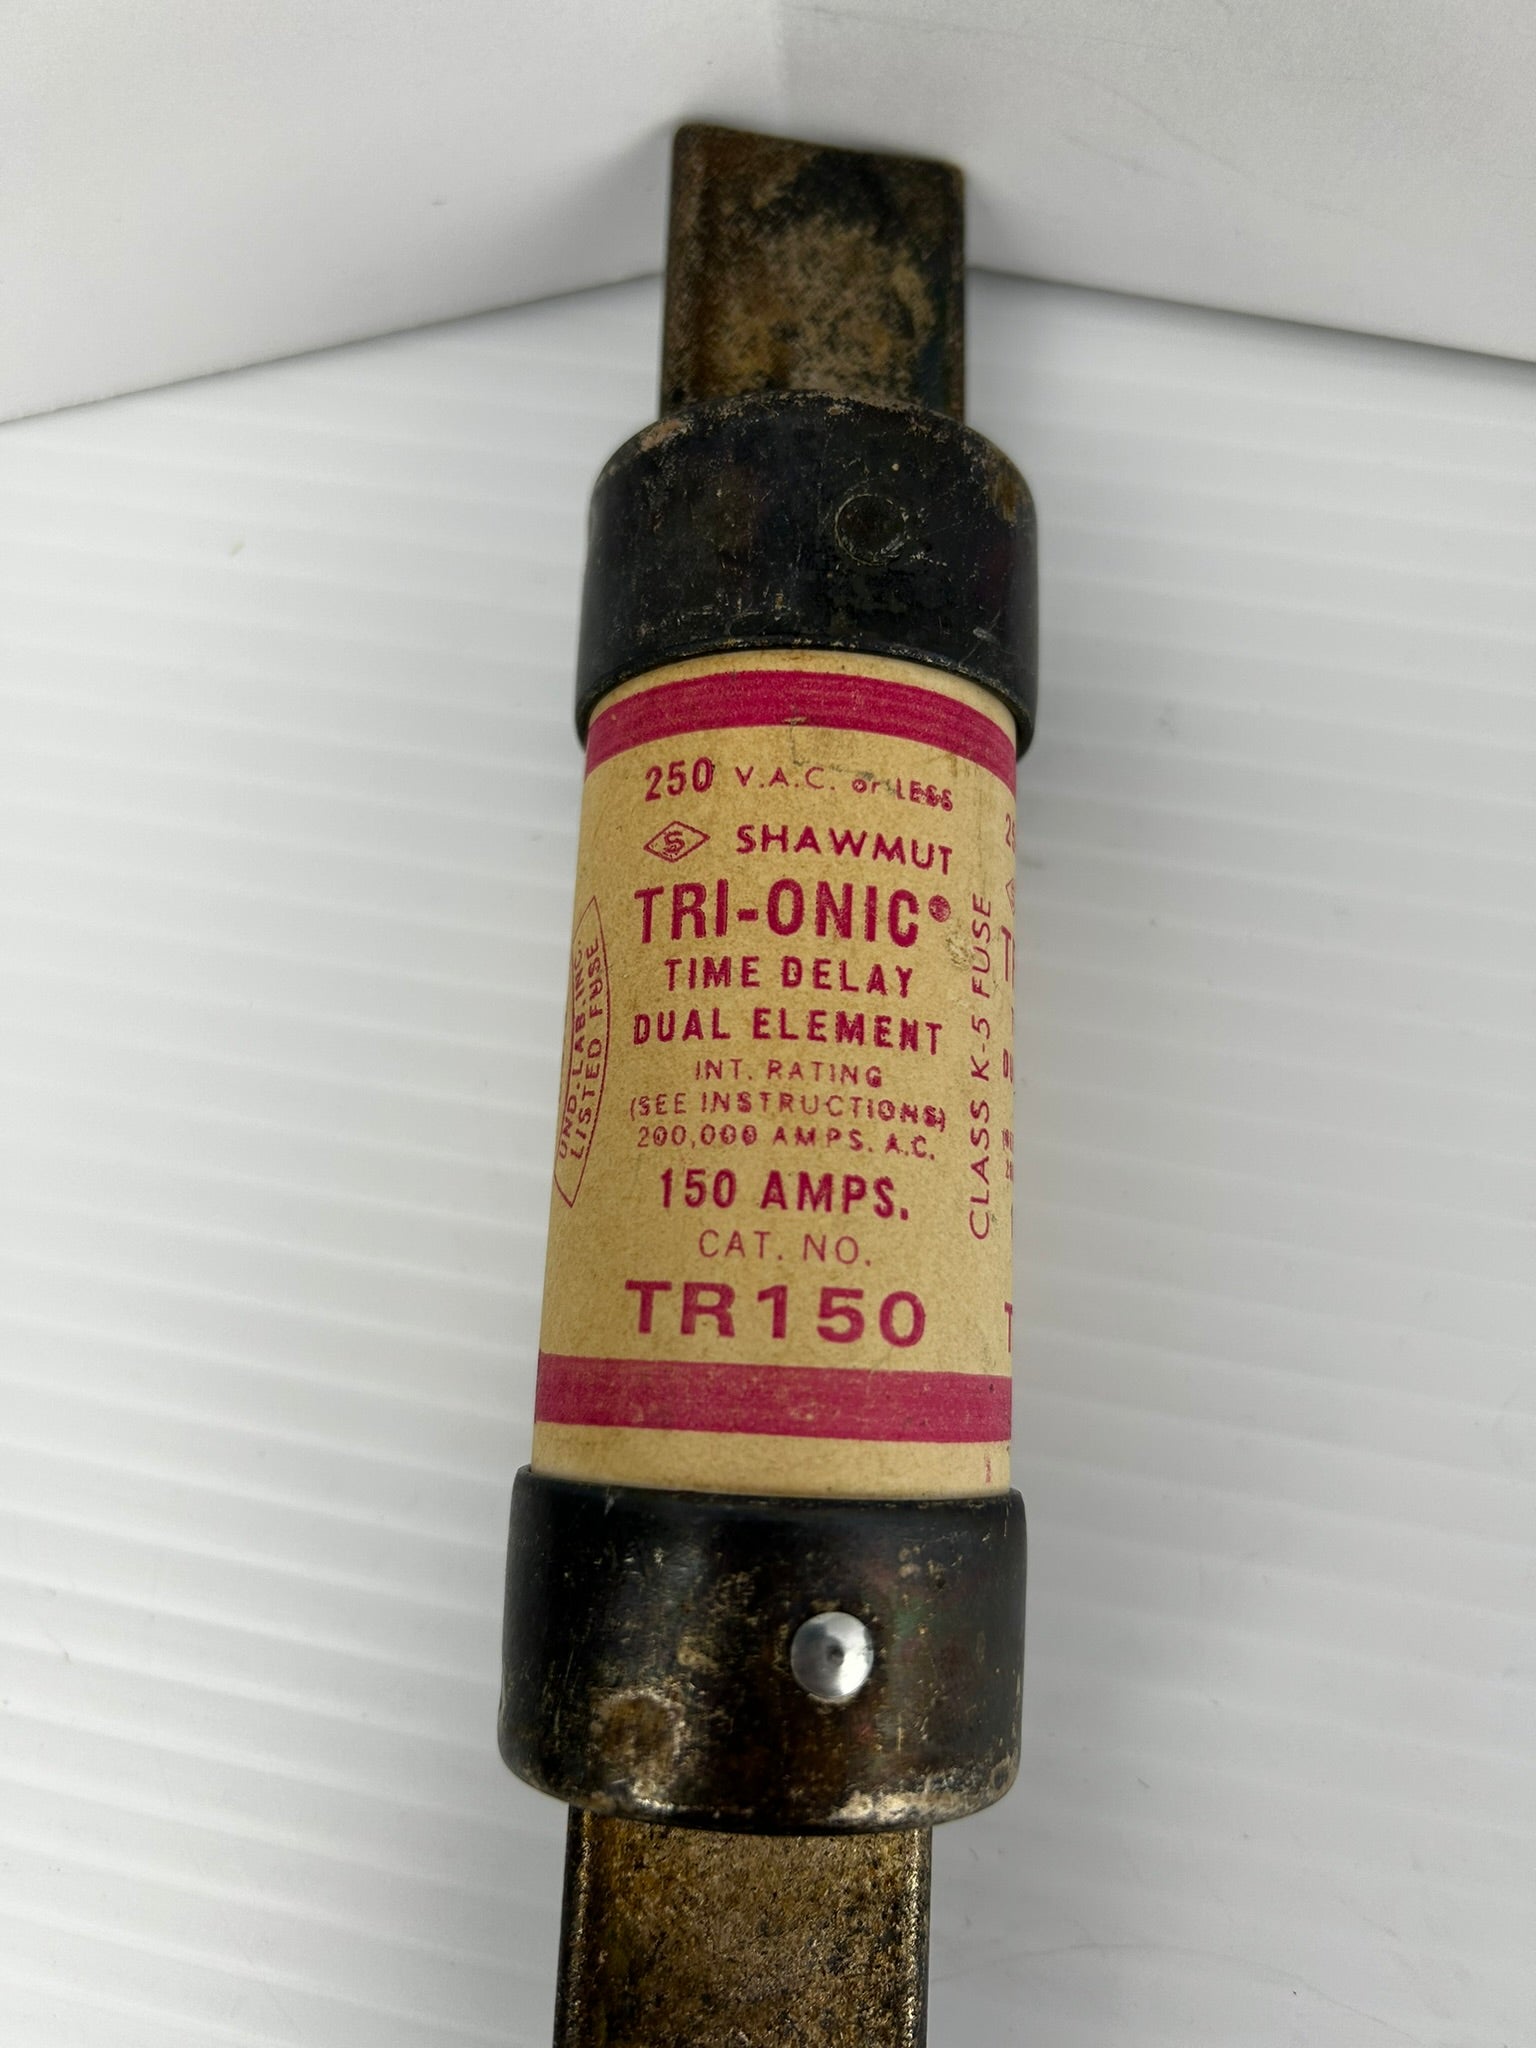 250 V.A.C. or LESS
S SHAWMUT
TRI-ONIC®
TIME DELAY
DUAL ELEMENT
INT. RATING
(SEE INSTRUCTIONS)
200,000 AMPS. A.C.
150 AMPS.
CAT. NO.
TR150
CLASS K-5 FUSE
UND. LAB. INC.
LISTED FUSE